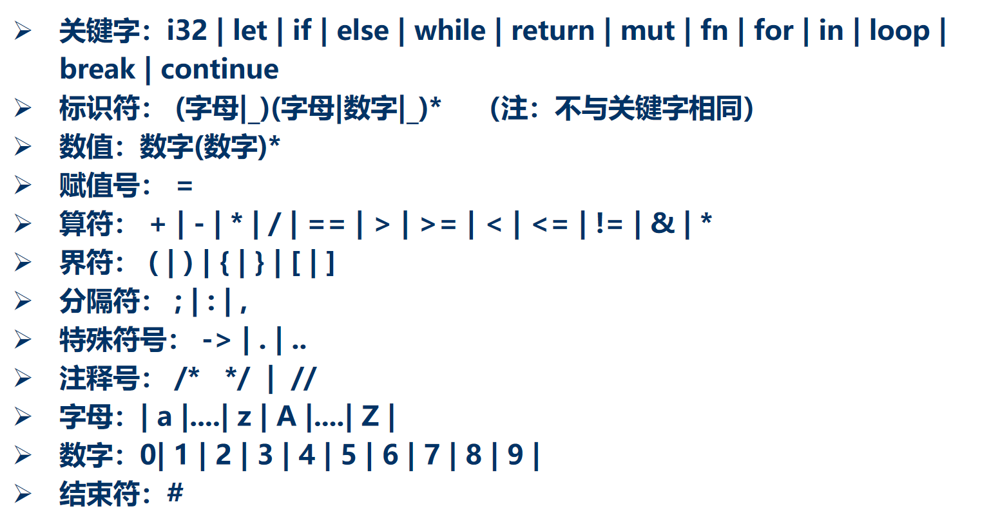 关键字：i32 | let | if | else | while | return | mut | fn | for | in | loop |
break | continue
标识符： (字母|_)(字母|数字|_)* （注：不与关键字相同）
数值：数字(数字)*
赋值号： =
算符： + | - | * | / | == | > | >= | < | <= | != | & | *
界符： ( | ) | { | } | [ | ]
分隔符： ; | : | ,
特殊符号： -> | . | ..
注释号： /* */ | //
字母：| a |....| z | A |....| Z |
数字：0| 1 | 2 | 3 | 4 | 5 | 6 | 7 | 8 | 9 |
结束符：#